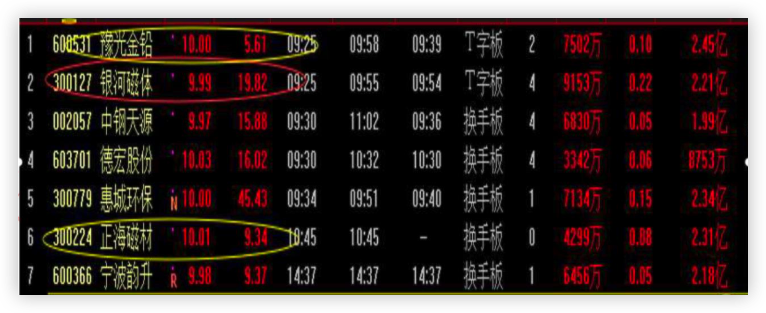 1 600531 豫光金铅 10.00 5.61 09:25 09:58 09:39 T字板 2 7502万 0.10 2.45亿
2 300127 银河磁体 9.99 19.82 09:25 09:55 09:54 T字板 4 9153万 0.22 2.21亿
3 002057 中钢天源 9.97 15.88 09:30 11:02 09:36 换手板 4 6830万 0.05 1.99亿
4 603701 德宏股份 10.03 16.02 09:30 10:32 10:30 换手板 4 3342万 0.06 8753万
5 300779 惠城环保 N 10.00 45.43 09:34 09:51 09:40 换手板 1 7134万 0.15 2.34亿
6 300224 正海磁材 10.01 9.34 10:45 10:45 – 换手板 0 4299万 0.88 2.31亿
7 600366 宁波韵升 R 9.98 9.37 14:37 14:37 14:37 换手板 1 6456万 0.05 2.18亿